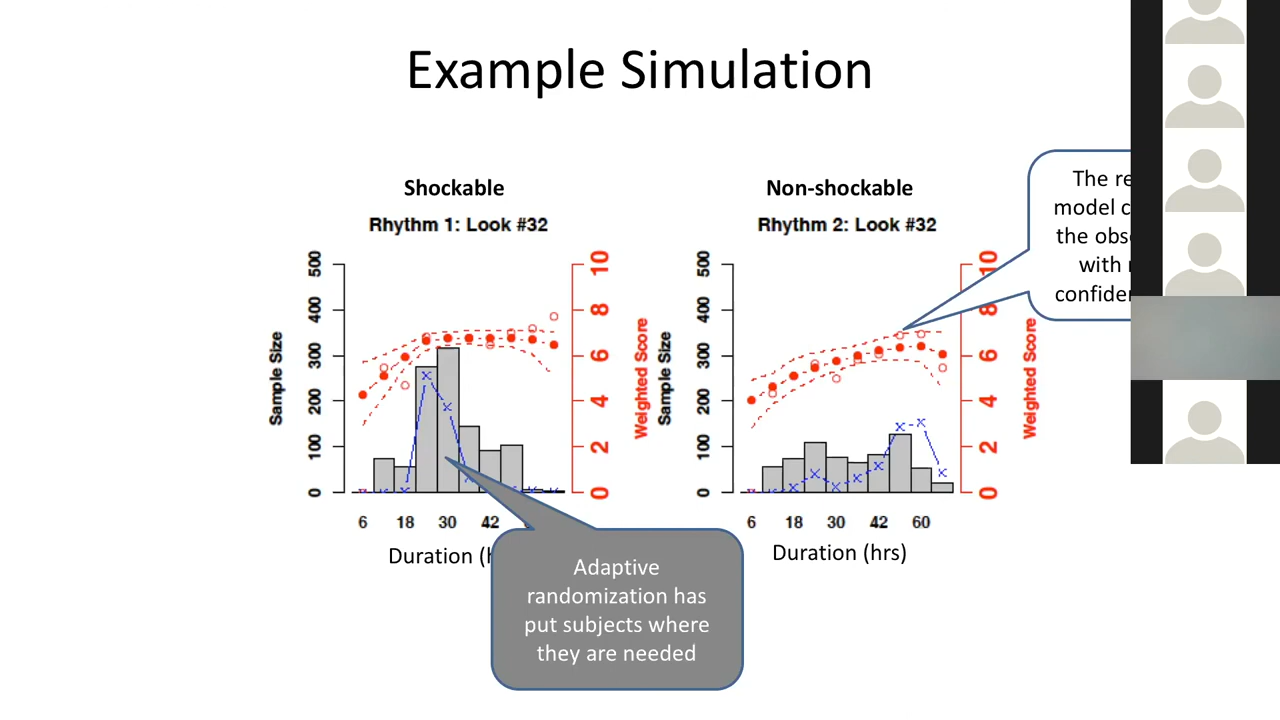 Example Simulation
Shockable
Rhythm 1: Look #32
500
400
300
200
100
0
Sample Size
10
8
6
4
2
0
Weighted Score
6 18 30 42
Duration
Non-shockable
Rhythm 2: Look #32
500
400
300
200
100
0
Sample Size
10
8
6
4
2
0
Weighted Score
6 18 30 42 60
Duration (hrs)
The
model
the
with
Adaptive
randomization has
put subjects where
they are needed